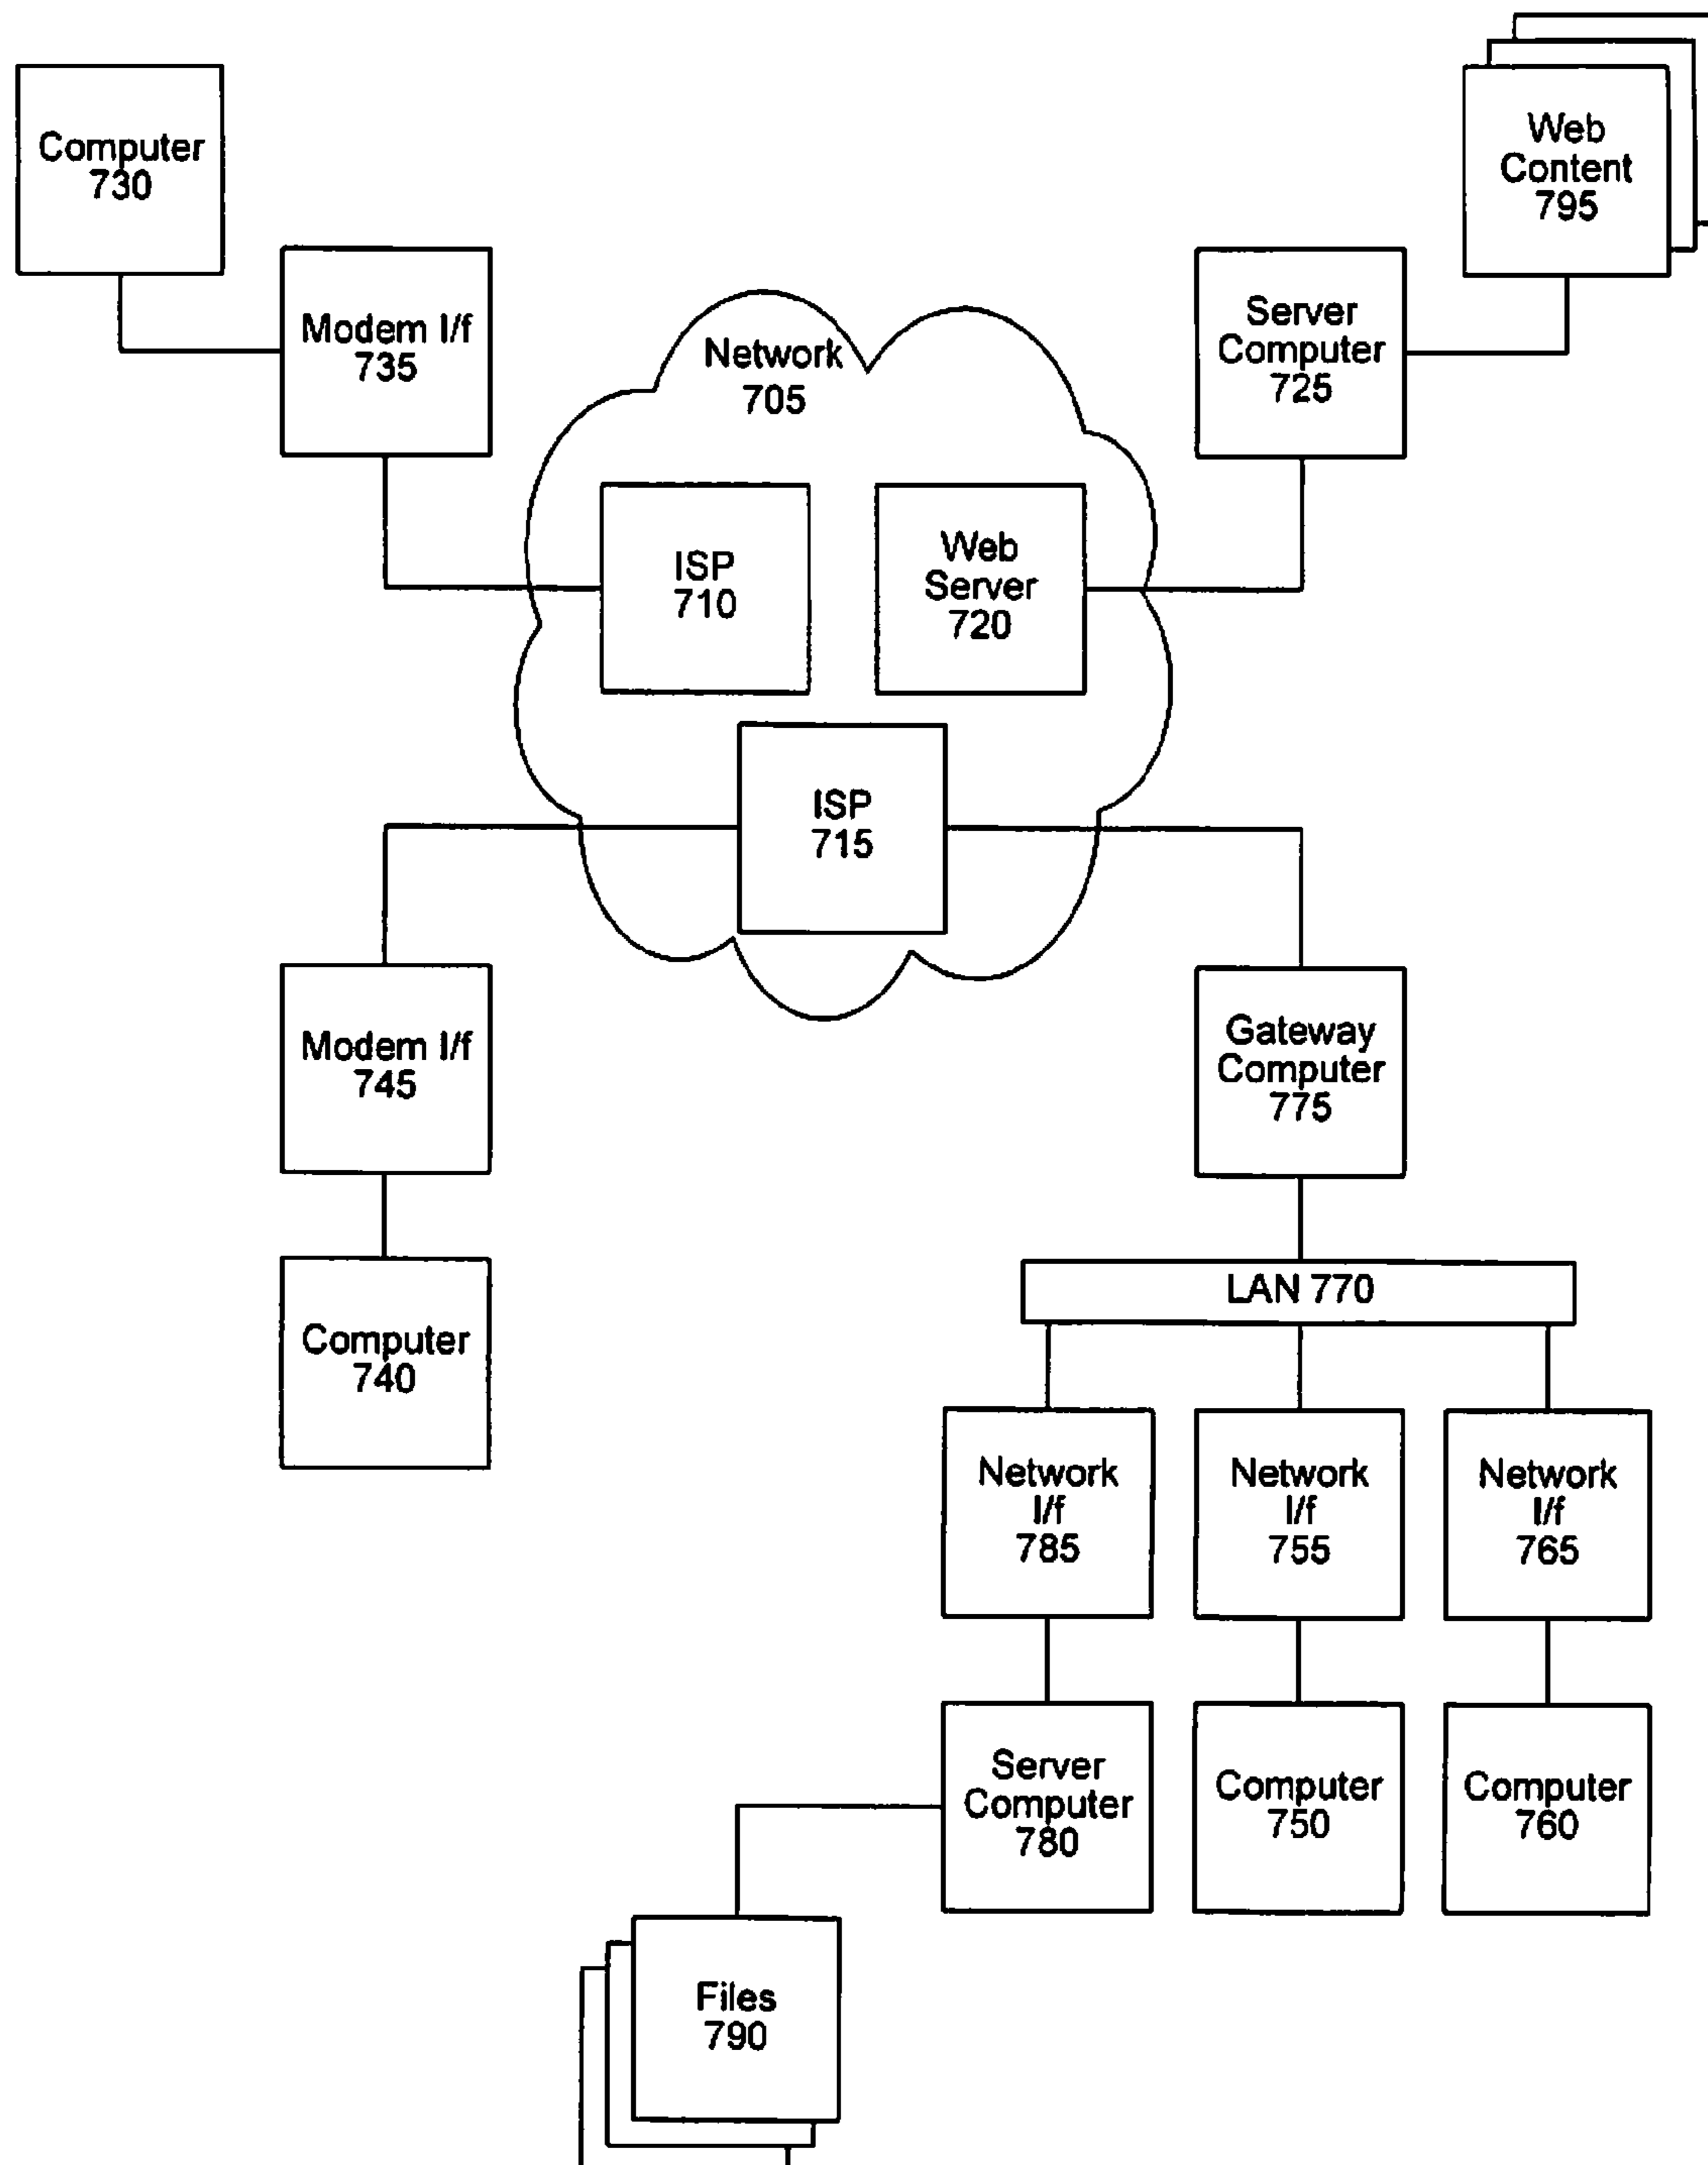 Computer
730
Web
Content
795
Modem I/f
735
Server
Computer
725
Network
705
ISP
710
Web
Server
720
ISP
715
Modem I/f
745
Gateway
Computer
775
Computer
740
LAN 770
Network
I/f
785
Network
I/f
755
Network
I/f
765
Server
Computer
780
Computer
750
Computer
760
Files
790